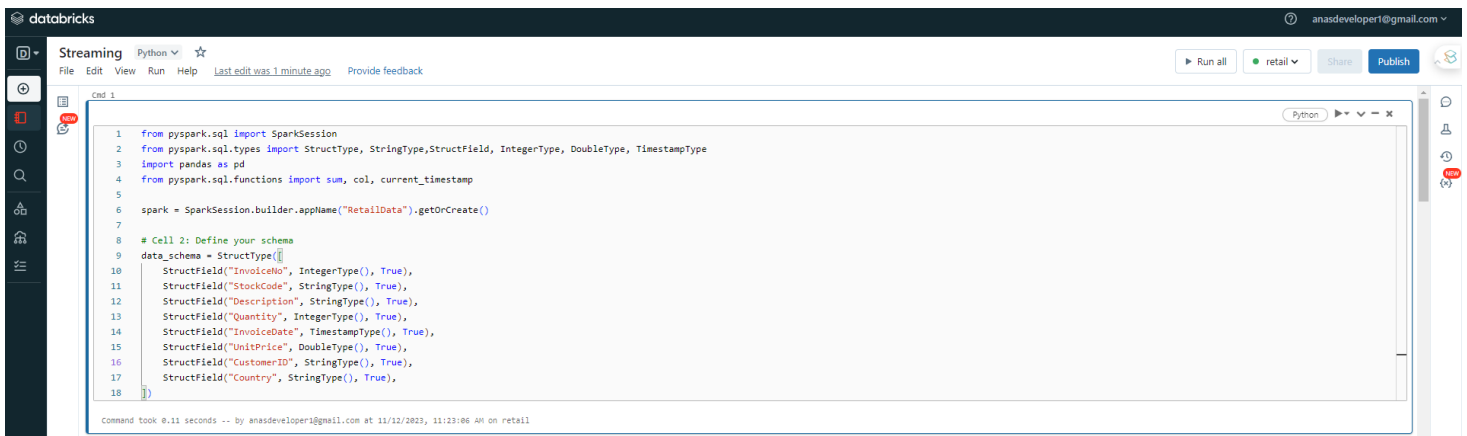 databricks
anasdeveloper1@gmail.com
D
Streaming Python
File Edit View Run Help Last edit was 1 minute ago Provide feedback
Run all retail Share Publish
NEW
NEW
Cmd 1
Python
1 from pyspark.sql import SparkSession
2 from pyspark.sql.types import StructType, StringType,StructField, IntegerType, DoubleType, TimestampType
3 import pandas as pd
4 from pyspark.sql.functions import sum, col, current_timestamp
5
6 spark = SparkSession.builder.appName("RetailData").getOrCreate()
7
8 # Cell 2: Define your schema
9 data_schema = StructType([
10 StructField("InvoiceNo", IntegerType(), True),
11 StructField("StockCode", StringType(), True),
12 StructField("Description", StringType(), True),
13 StructField("Quantity", IntegerType(), True),
14 StructField("InvoiceDate", TimestampType(), True),
15 StructField("UnitPrice", DoubleType(), True),
16 StructField("CustomerID", StringType(), True),
17 StructField("Country", StringType(), True),
18 ])
Command took 0.11 seconds -- by anasdeveloper1@gmail.com at 11/12/2023, 11:23:06 AM on retail